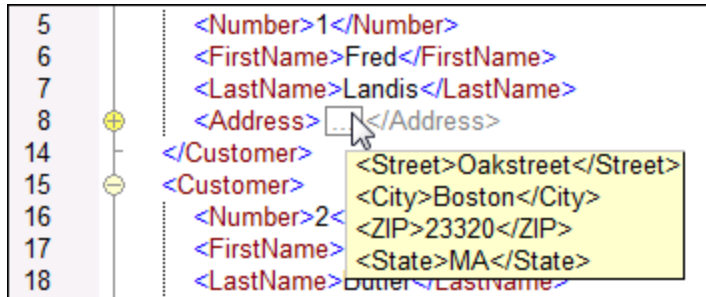 5 <Number>1</Number>
6 <FirstName>Fred</FirstName>
7 <LastName>Landis</LastName>
8 <Address> ... </Address>
14 </Customer>
15 <Customer>
16 <Number>2<
17 <FirstName>
18 <LastName>Butler</LastName>
<Street>Oakstreet</Street>
<City>Boston</City>
<ZIP>23320</ZIP>
<State>MA</State>